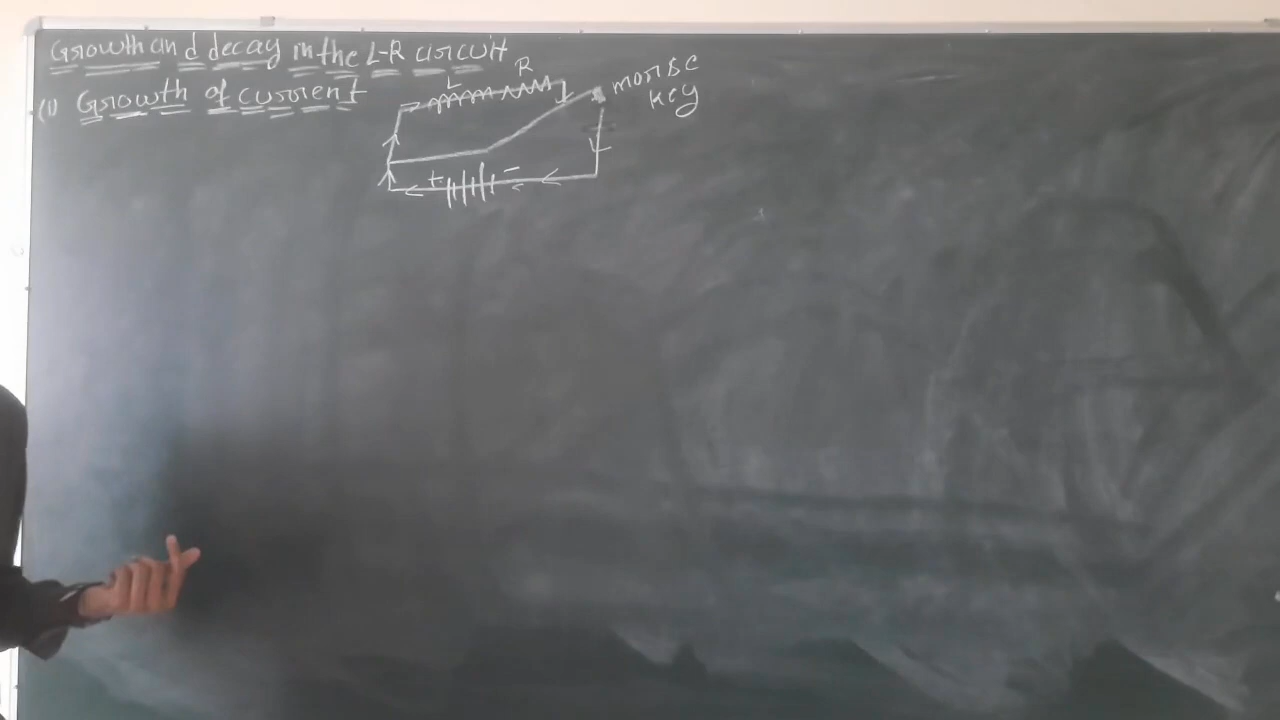 Growth and decay in the L-R circuit
(1) Growth of current
L R
morse
key
+ -